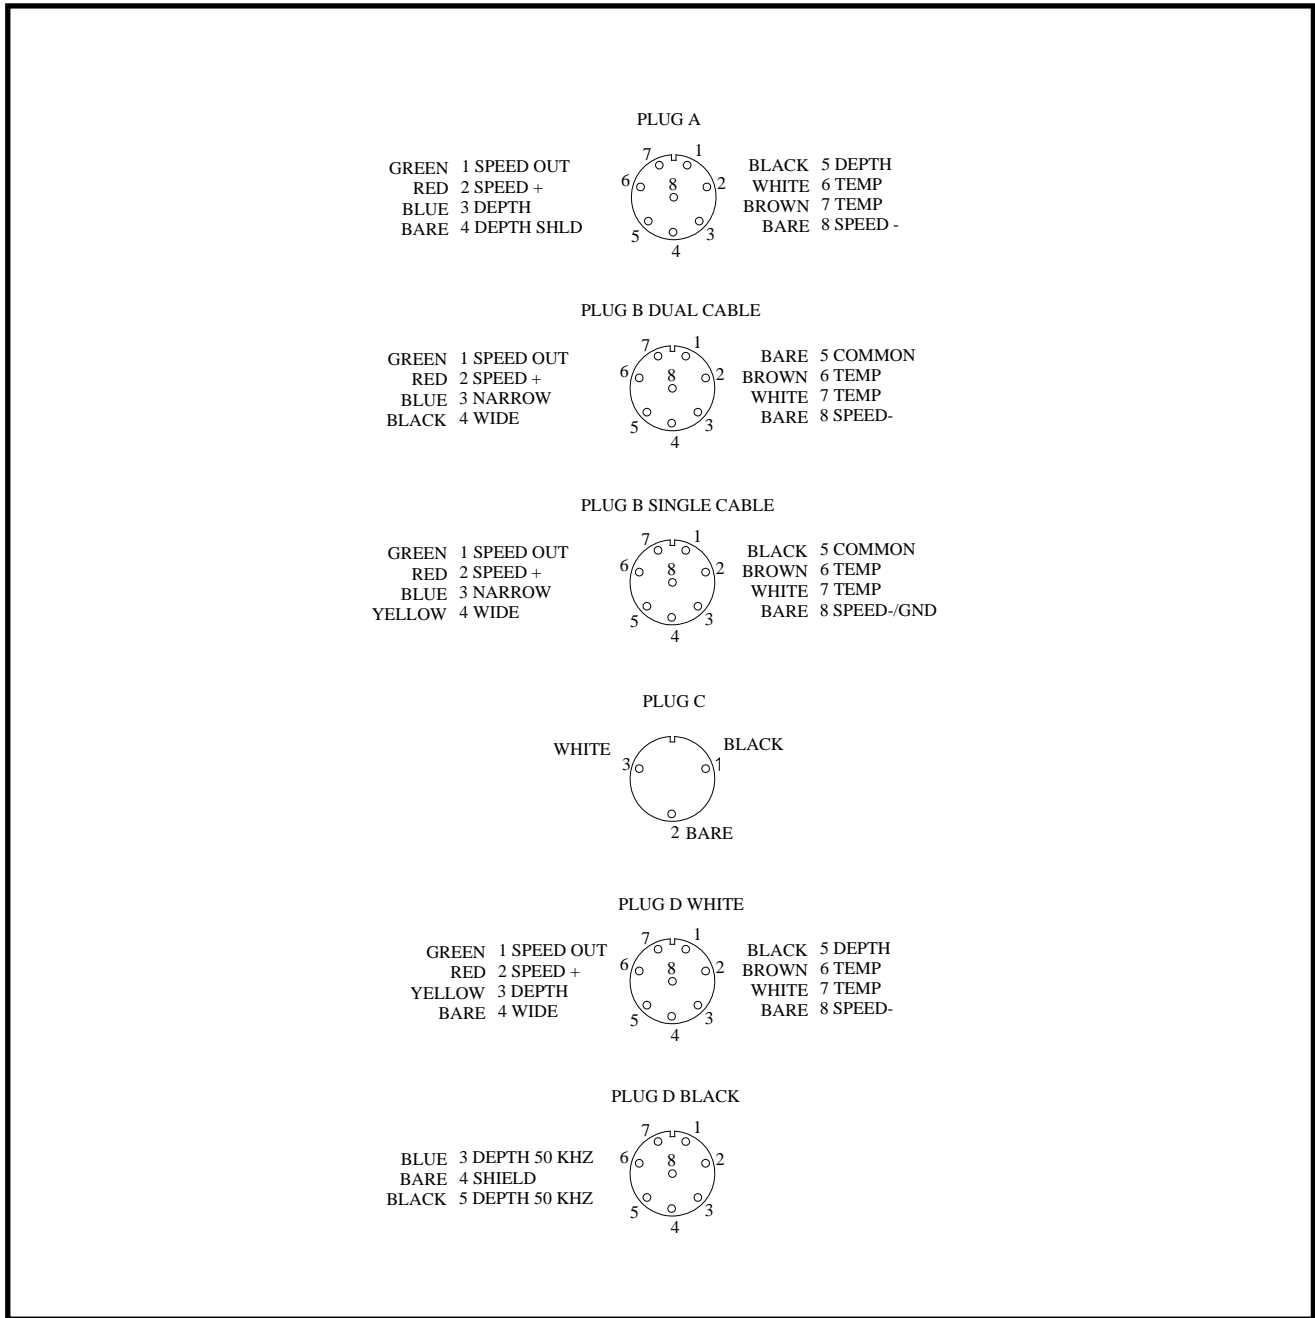 PLUG A
GREEN 1 SPEED OUT
RED 2 SPEED +
BLUE 3 DEPTH
BARE 4 DEPTH SHLD
7 1
6 8 2
5 3
4
BLACK 5 DEPTH
WHITE 6 TEMP
BROWN 7 TEMP
BARE 8 SPEED -
PLUG B DUAL CABLE
GREEN 1 SPEED OUT
RED 2 SPEED +
BLUE 3 NARROW
BLACK 4 WIDE
7 1
6 8 2
5 3
4
BARE 5 COMMON
BROWN 6 TEMP
WHITE 7 TEMP
BARE 8 SPEED-
PLUG B SINGLE CABLE
GREEN 1 SPEED OUT
RED 2 SPEED +
BLUE 3 NARROW
YELLOW 4 WIDE
7 1
6 8 2
5 3
4
BLACK 5 COMMON
BROWN 6 TEMP
WHITE 7 TEMP
BARE 8 SPEED-/GND
PLUG C
WHITE BLACK
3 1
2 BARE
PLUG D WHITE
GREEN 1 SPEED OUT
RED 2 SPEED +
YELLOW 3 DEPTH
BARE 4 WIDE
7 1
6 8 2
5 3
4
BLACK 5 DEPTH
BROWN 6 TEMP
WHITE 7 TEMP
BARE 8 SPEED-
PLUG D BLACK
BLUE 3 DEPTH 50 KHZ
BARE 4 SHIELD
BLACK 5 DEPTH 50 KHZ
7 1
6 8 2
5 3
4